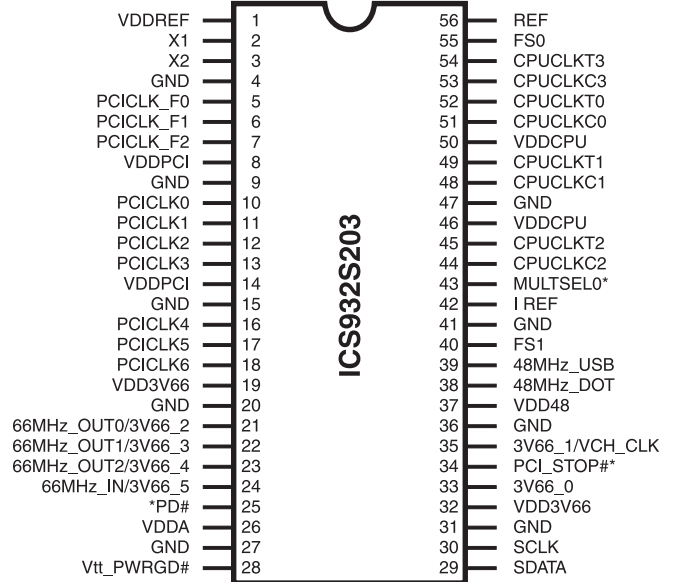 VDDREF 1 56 REF
X1 2 55 FS0
X2 3 54 CPUCLKT3
GND 4 53 CPUCLKC3
PCICLK_F0 5 52 CPUCLKT0
PCICLK_F1 6 51 CPUCLKC0
PCICLK_F2 7 50 VDDCPU
VDDPCI 8 49 CPUCLKT1
GND 9 48 CPUCLKC1
PCICLK0 10 47 GND
PCICLK1 11 46 VDDCPU
PCICLK2 12 45 CPUCLKT2
PCICLK3 13 44 CPUCLKC2
VDDPCI 14 43 MULTSEL0*
GND 15 42 I REF
PCICLK4 16 41 GND
PCICLK5 17 40 FS1
PCICLK6 18 39 48MHz_USB
VDD3V66 19 38 48MHz_DOT
GND 20 37 VDD48
66MHz_OUT0/3V66_2 21 36 GND
66MHz_OUT1/3V66_3 22 35 3V66_1/VCH_CLK
66MHz_OUT2/3V66_4 23 34 PCI_STOP#*
66MHz_IN/3V66_5 24 33 3V66_0
*PD# 25 32 VDD3V66
VDDA 26 31 GND
GND 27 30 SCLK
Vtt_PWRGD# 28 29 SDATA
ICS932S203